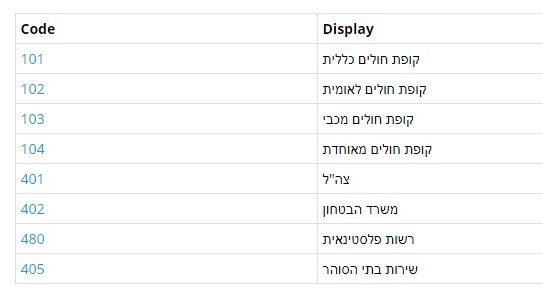 Code Display
101 קופת חולים כללית
102 קופת חולים לאומית
103 קופת חולים מכבי
104 קופת חולים מאוחדת
401 צה"ל
402 משרד הבטחון
480 רשות פלסטינאית
405 שירות בתי הסוהר